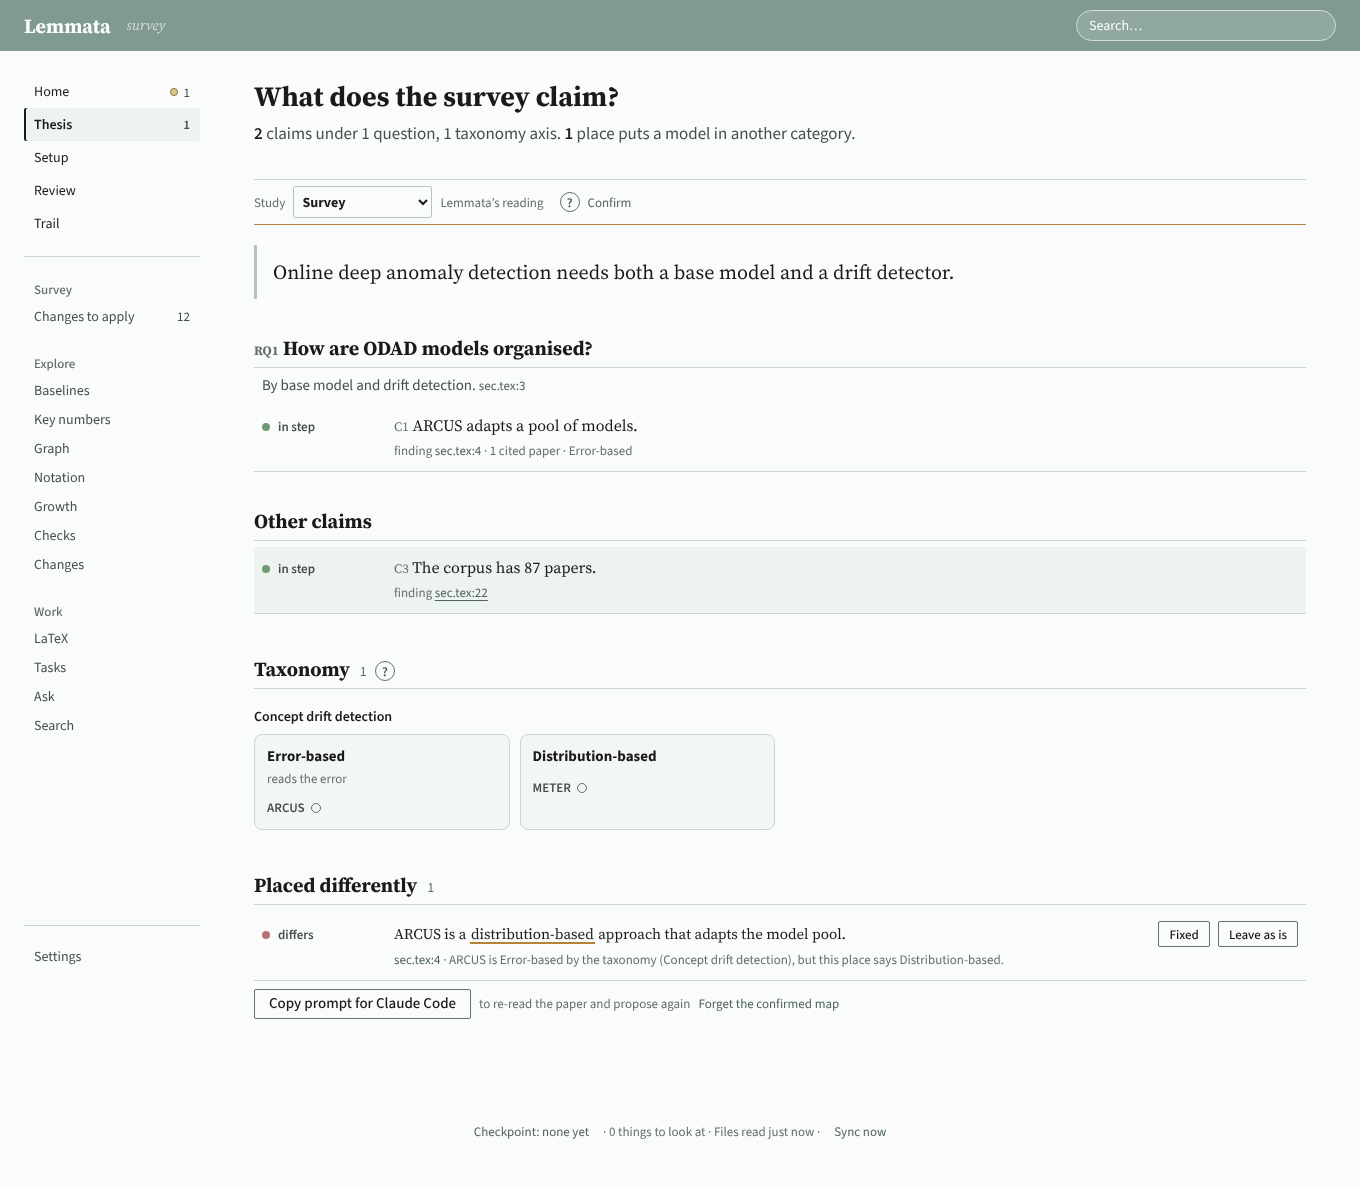 Lemmata survey
Search…
Home 1
Thesis 1
Setup
Review
Trail
Survey
Changes to apply 12
Explore
Baselines
Key numbers
Graph
Notation
Growth
Checks
Changes
Work
LaTeX
Tasks
Ask
Search
Settings
What does the survey claim?
2 claims under 1 question, 1 taxonomy axis. 1 place puts a model in another category.
Study Survey Lemmata’s reading ? Confirm
Online deep anomaly detection needs both a base model and a drift detector.
RQ1 How are ODAD models organised?
By base model and drift detection. sec.tex:3
in step C1 ARCUS adapts a pool of models.
finding sec.tex:4 · 1 cited paper · Error-based
Other claims
in step C3 The corpus has 87 papers.
finding sec.tex:22
Taxonomy 1 ?
Concept drift detection
Error-based
reads the error
ARCUS
Distribution-based
METER
Placed differently 1
differs ARCUS is a distribution-based approach that adapts the model pool. Fixed Leave as is
sec.tex:4 · ARCUS is Error-based by the taxonomy (Concept drift detection), but this place says Distribution-based.
Copy prompt for Claude Code to re-read the paper and propose again Forget the confirmed map
Checkpoint: none yet · 0 things to look at · Files read just now · Sync now